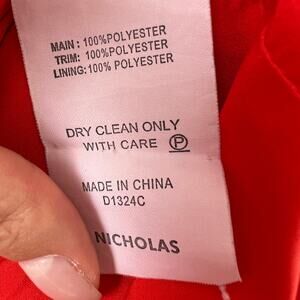 MAIN : 100%POLYESTER
TRIM: 100%POLYESTER
LINING: 100% POLYESTER
DRY CLEAN ONLY
WITH CARE Ⓟ
MADE IN CHINA
D1324C
NICHOLAS